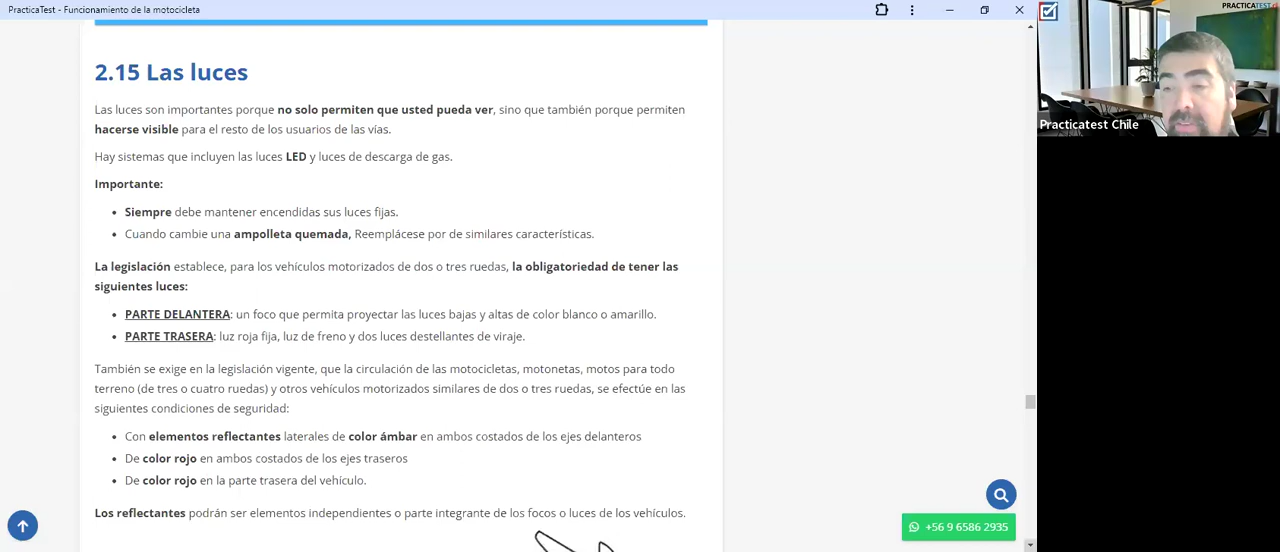 PracticaTest - Funcionamiento de la motocicleta
PRACTICATEST
2.15 Las luces
Las luces son importantes porque no solo permiten que usted pueda ver, sino que también porque permiten
hacerse visible para el resto de los usuarios de las vías.
Practicatest Chile
Hay sistemas que incluyen las luces LED y luces de descarga de gas.
Importante:
• Siempre debe mantener encendidas sus luces fijas.
• Cuando cambie una ampolleta quemada, Reemplácese por de similares características.
La legislación establece, para los vehículos motorizados de dos o tres ruedas, la obligatoriedad de tener las
siguientes luces:
• PARTE DELANTERA: un foco que permita proyectar las luces bajas y altas de color blanco o amarillo.
• PARTE TRASERA: luz roja fija, luz de freno y dos luces destellantes de viraje.
También se exige en la legislación vigente, que la circulación de las motocicletas, motonetas, motos para todo
terreno (de tres o cuatro ruedas) y otros vehículos motorizados similares de dos o tres ruedas, se efectúe en las
siguientes condiciones de seguridad:
• Con elementos reflectantes laterales de color ámbar en ambos costados de los ejes delanteros
• De color rojo en ambos costados de los ejes traseros
• De color rojo en la parte trasera del vehículo.
Los reflectantes podrán ser elementos independientes o parte integrante de los focos o luces de los vehículos.
+56 9 6586 2935